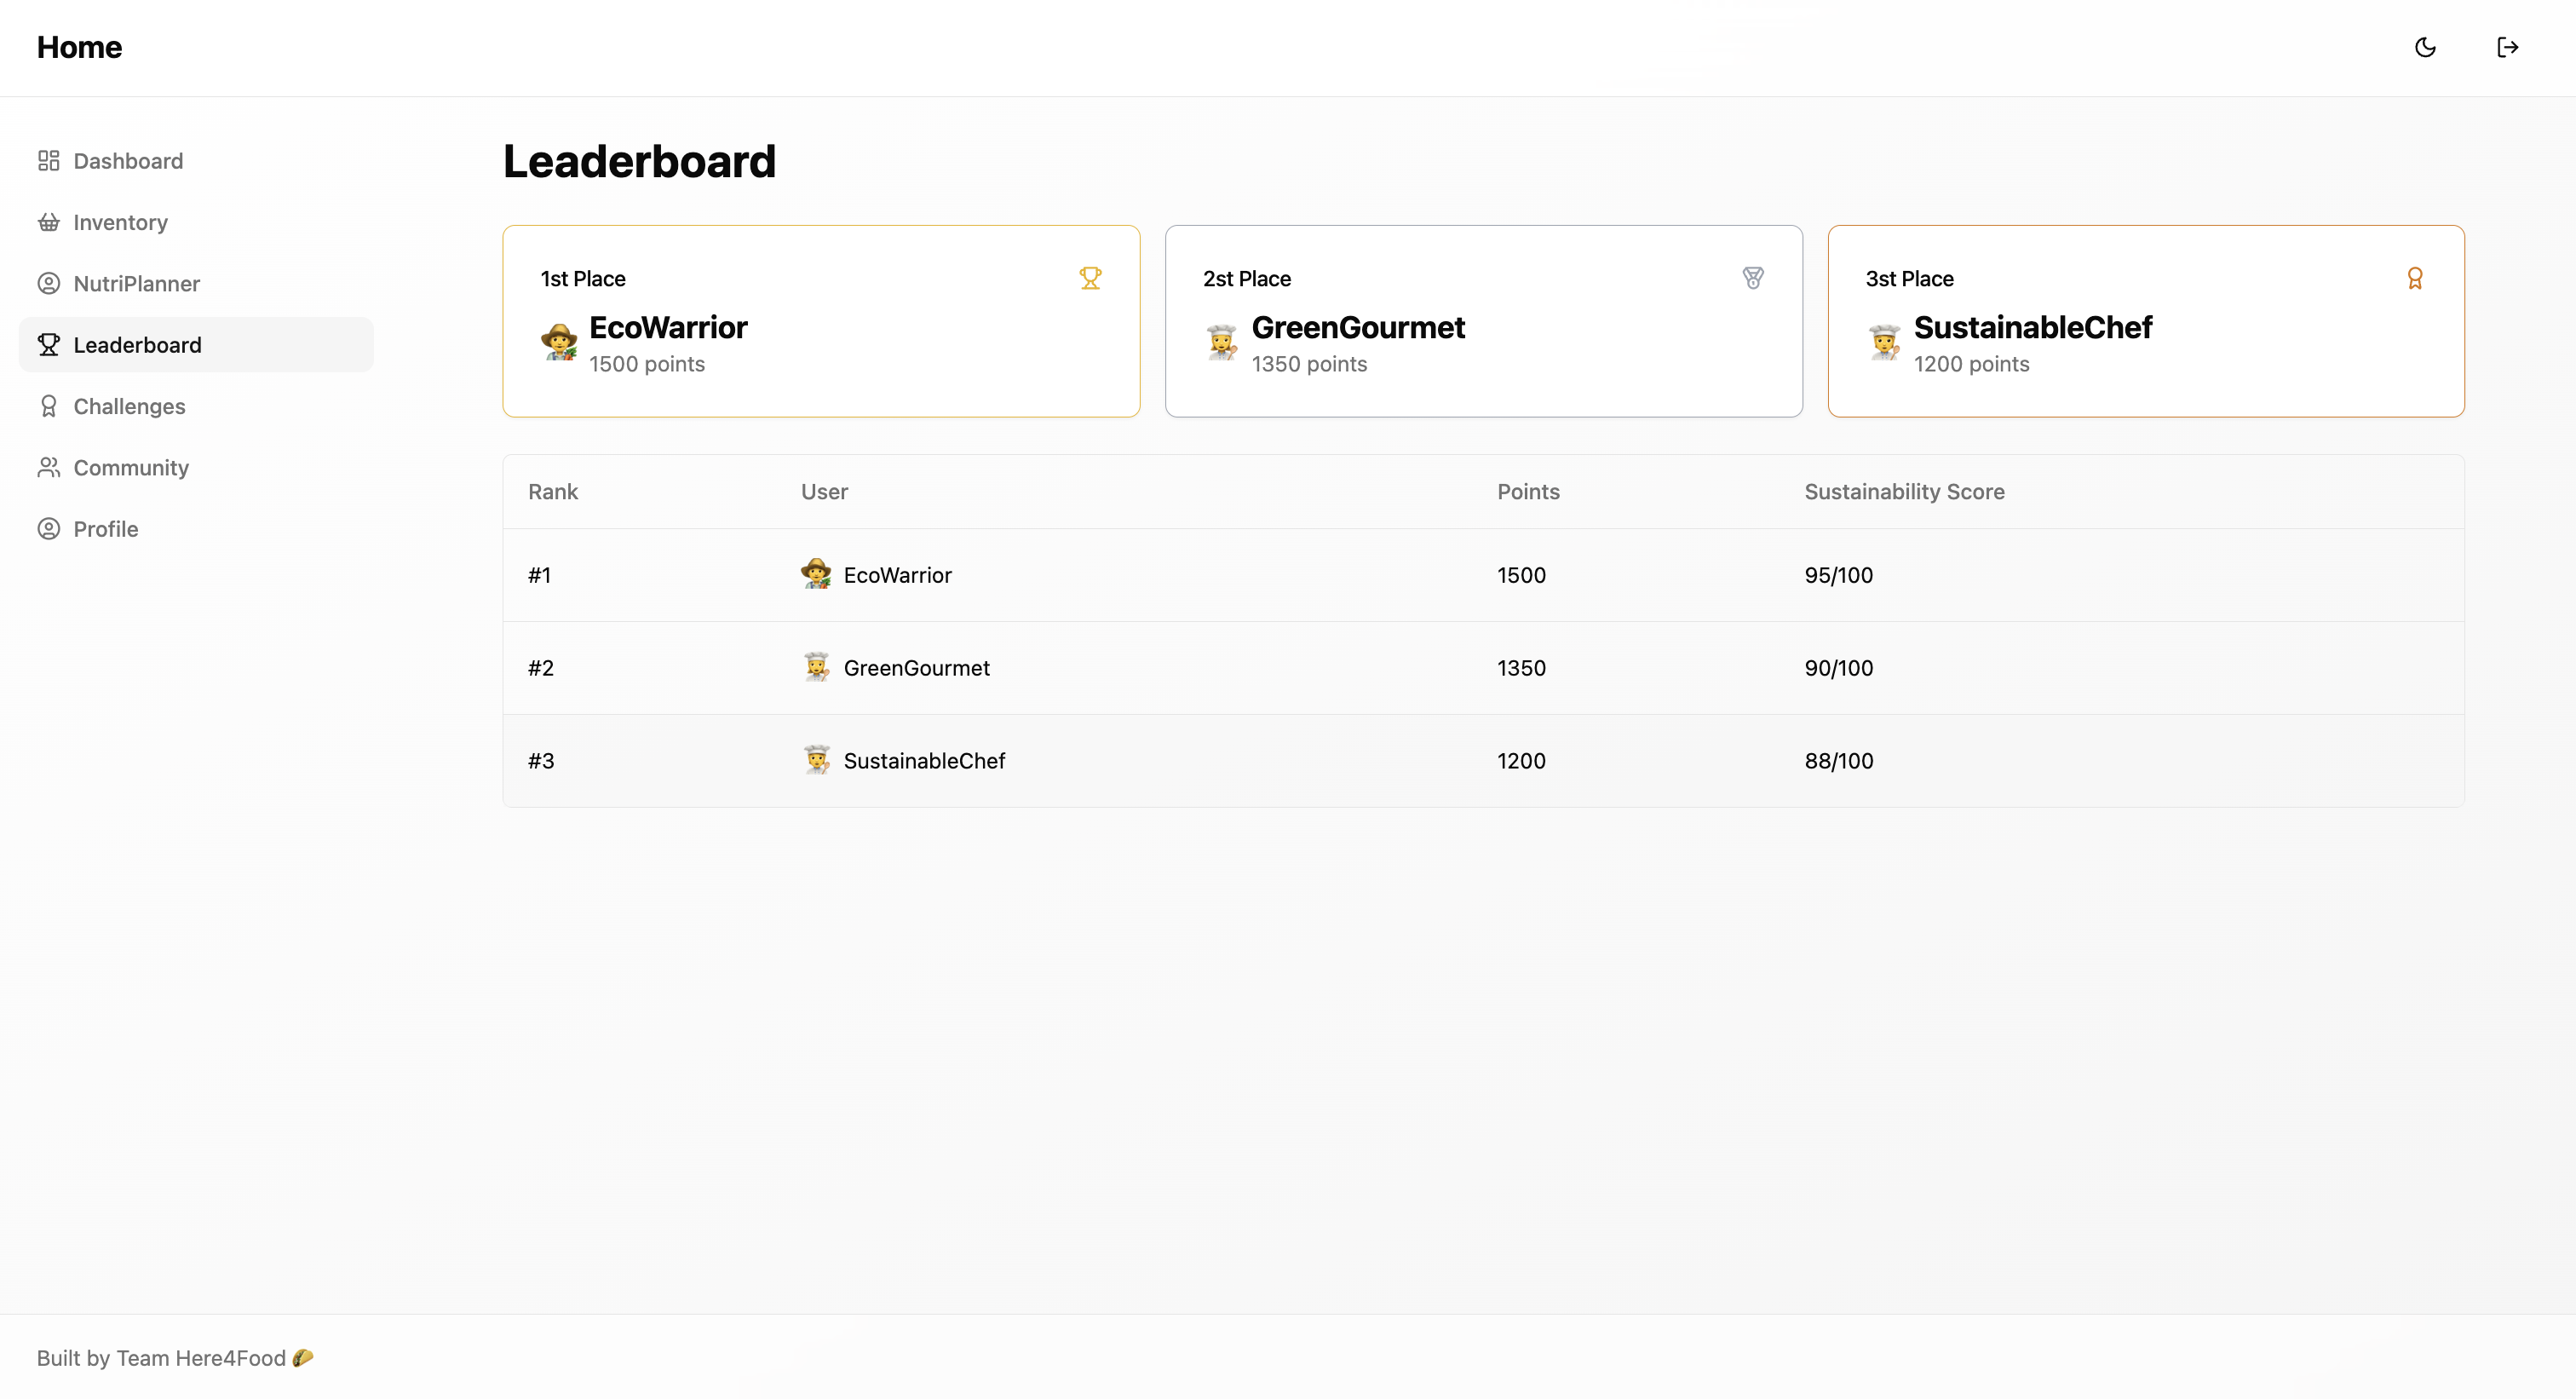 Home
Dashboard
Inventory
NutriPlanner
Leaderboard
Challenges
Community
Profile
Leaderboard
1st Place
EcoWarrior
1500 points
2st Place
GreenGourmet
1350 points
3st Place
SustainableChef
1200 points
Rank User Points Sustainability Score
#1 EcoWarrior 1500 95/100
#2 GreenGourmet 1350 90/100
#3 SustainableChef 1200 88/100
Built by Team Here4Food 🌮